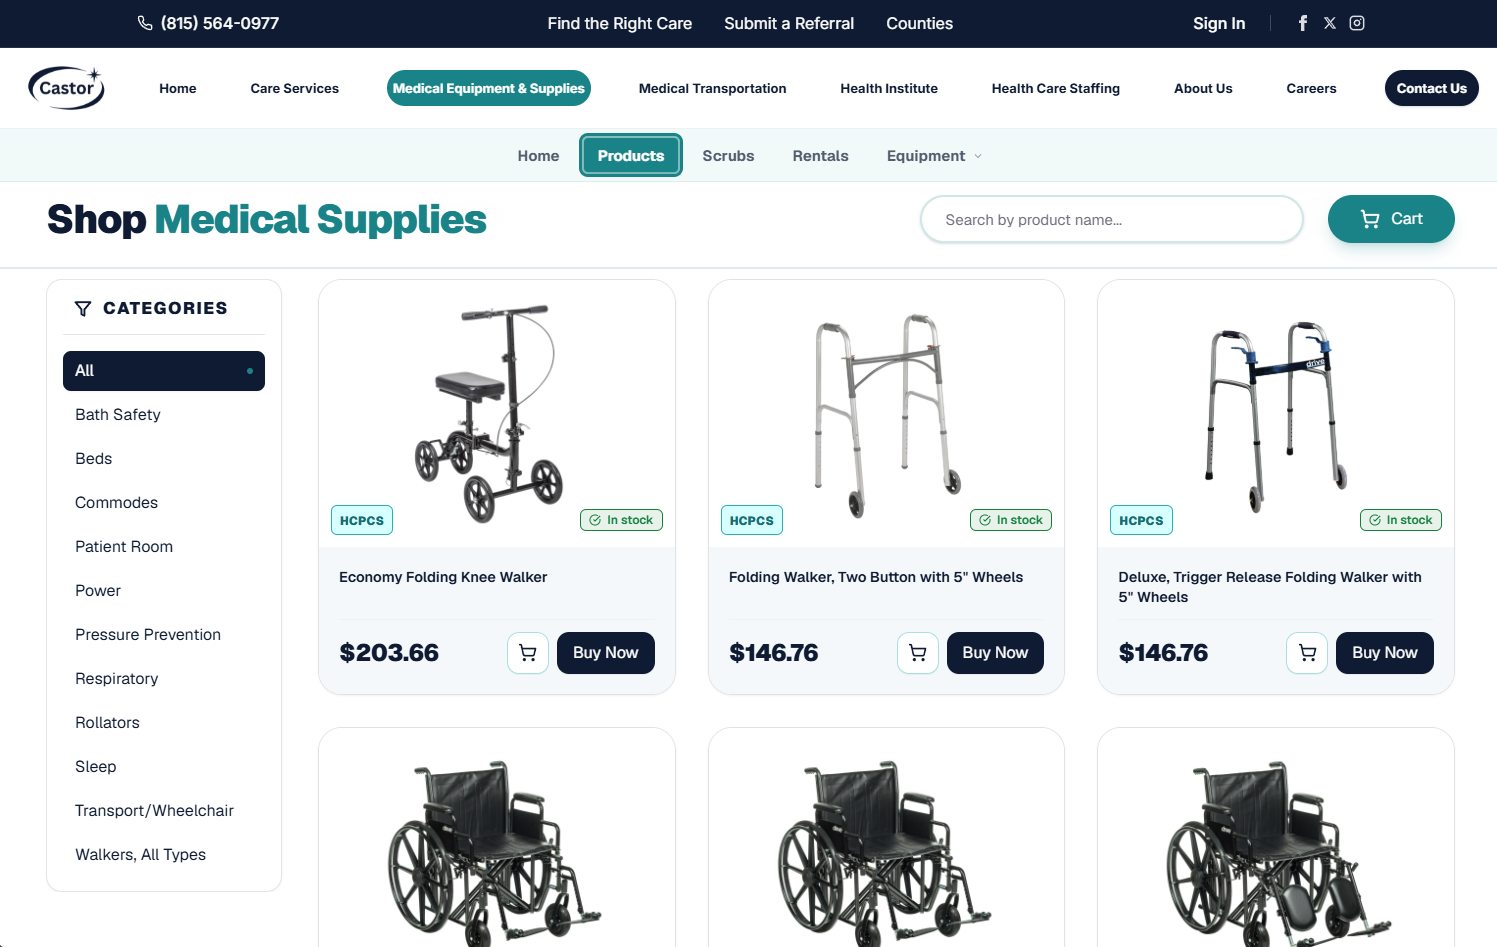 (815) 564-0977
Find the Right Care
Submit a Referral
Counties
Sign In
Castor
Home
Care Services
Medical Equipment & Supplies
Medical Transportation
Health Institute
Health Care Staffing
About Us
Careers
Contact Us
Home
Products
Scrubs
Rentals
Equipment
Shop Medical Supplies
Search by product name...
Cart
CATEGORIES
All
Bath Safety
Beds
Commodes
Patient Room
Power
Pressure Prevention
Respiratory
Rollators
Sleep
Transport/Wheelchair
Walkers, All Types
HCPCS
In stock
Economy Folding Knee Walker
$203.66
Buy Now
HCPCS
In stock
Folding Walker, Two Button with 5" Wheels
$146.76
Buy Now
drive
HCPCS
In stock
Deluxe, Trigger Release Folding Walker with
5" Wheels
$146.76
Buy Now